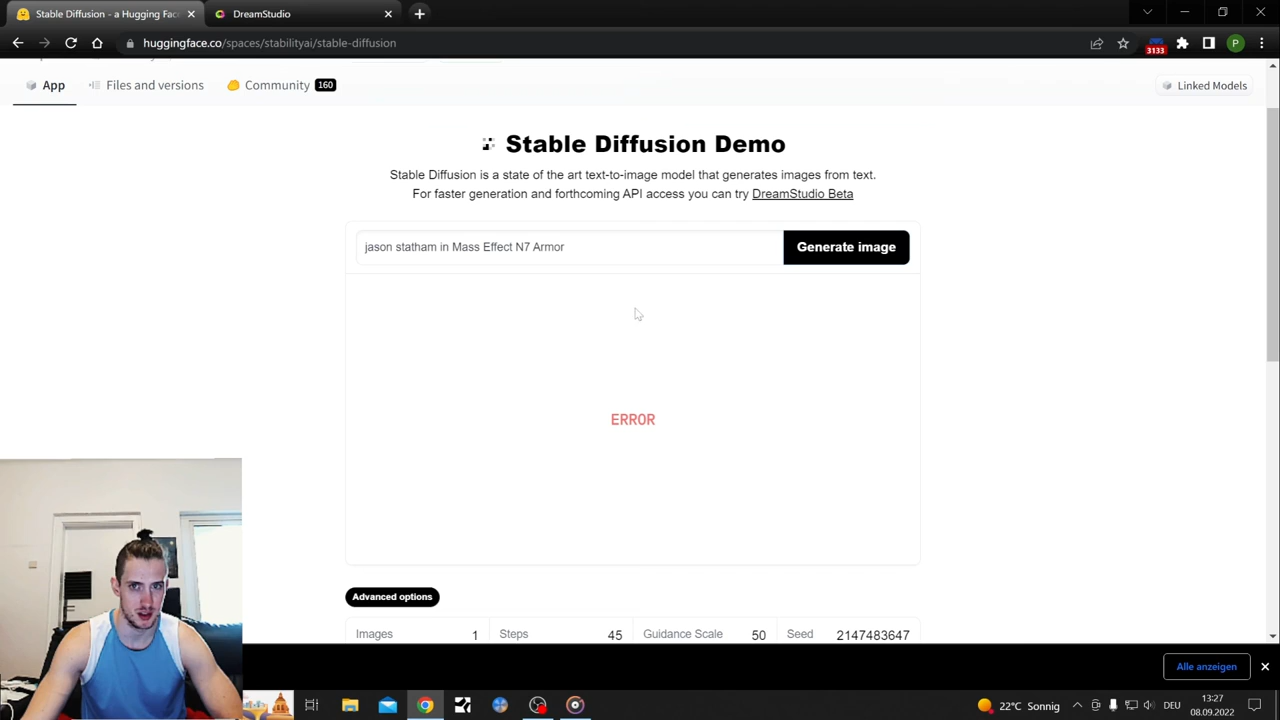 Stable Diffusion - a Hugging Fac
DreamStudio
huggingface.co/spaces/stabilityai/stable-diffusion
3133
P
App
Files and versions
Community 160
Linked Models
Stable Diffusion Demo
Stable Diffusion is a state of the art text-to-image model that generates images from text.
For faster generation and forthcoming API access you can try DreamStudio Beta
jason statham in Mass Effect N7 Armor
Generate image
ERROR
Advanced options
Images 1
Steps 45
Guidance Scale 50
Seed 2147483647
Alle anzeigen
22°C Sonnig
DEU
13:27
08.09.2022